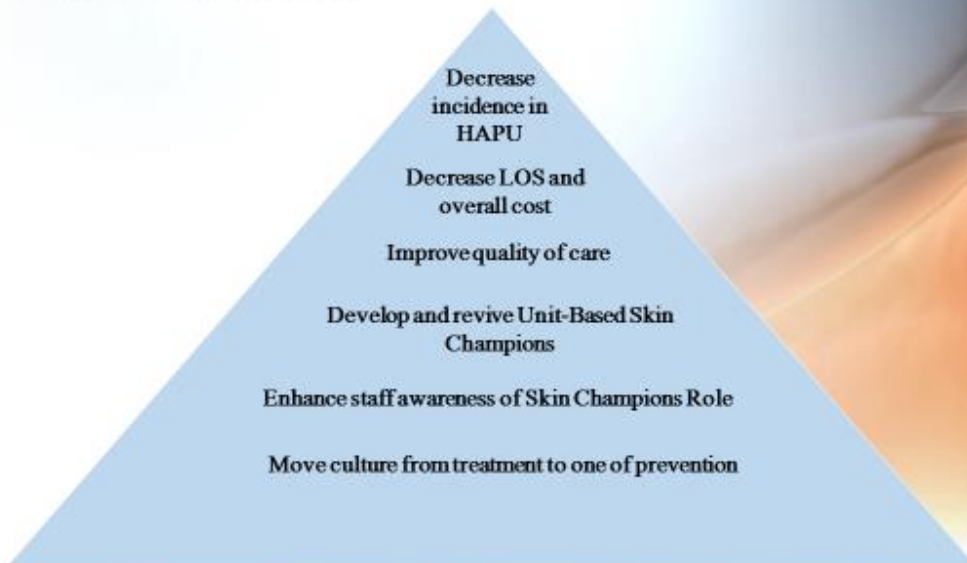 Decrease
incidence in
HAPU
Decrease LOS and
overall cost
Improve quality of care
Develop and revive Unit-Based Skin
Champions
Enhance staff awareness of Skin Champions Role
Move culture from treatment to one of prevention